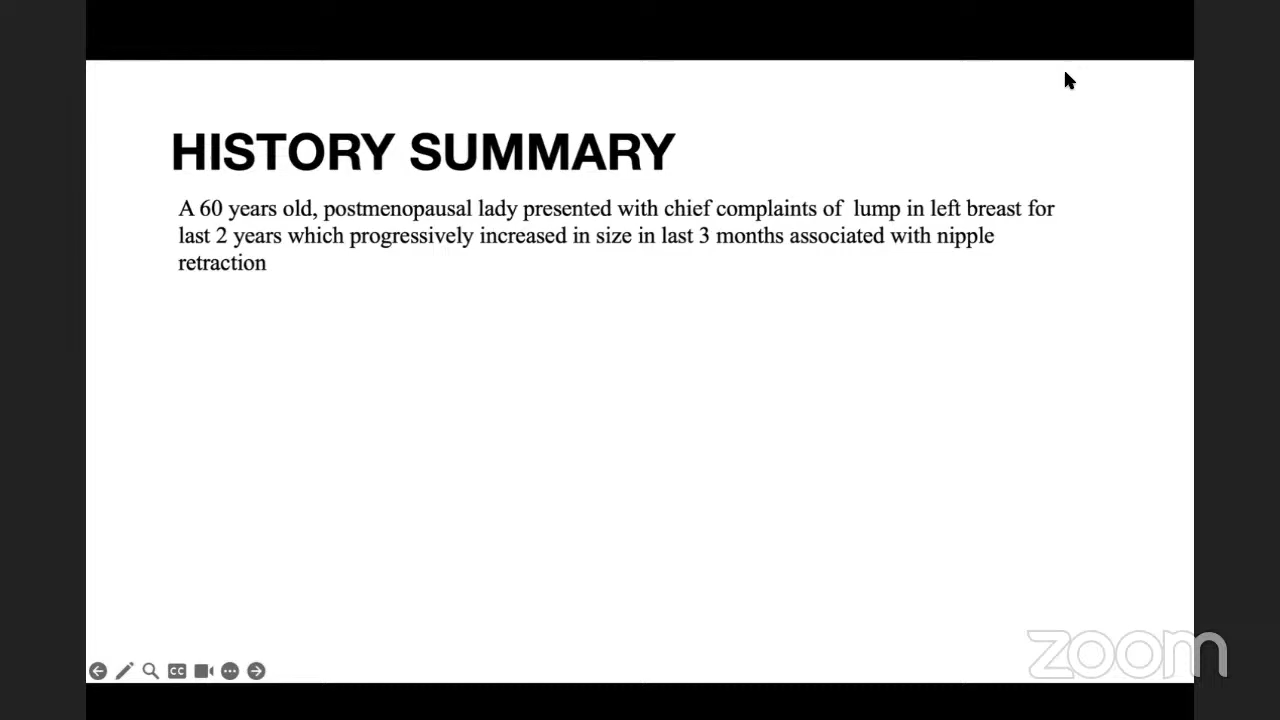 HISTORY SUMMARY
A 60 years old, postmenopausal lady presented with chief complaints of lump in left breast for
last 2 years which progressively increased in size in last 3 months associated with nipple
retraction
CC
zoom